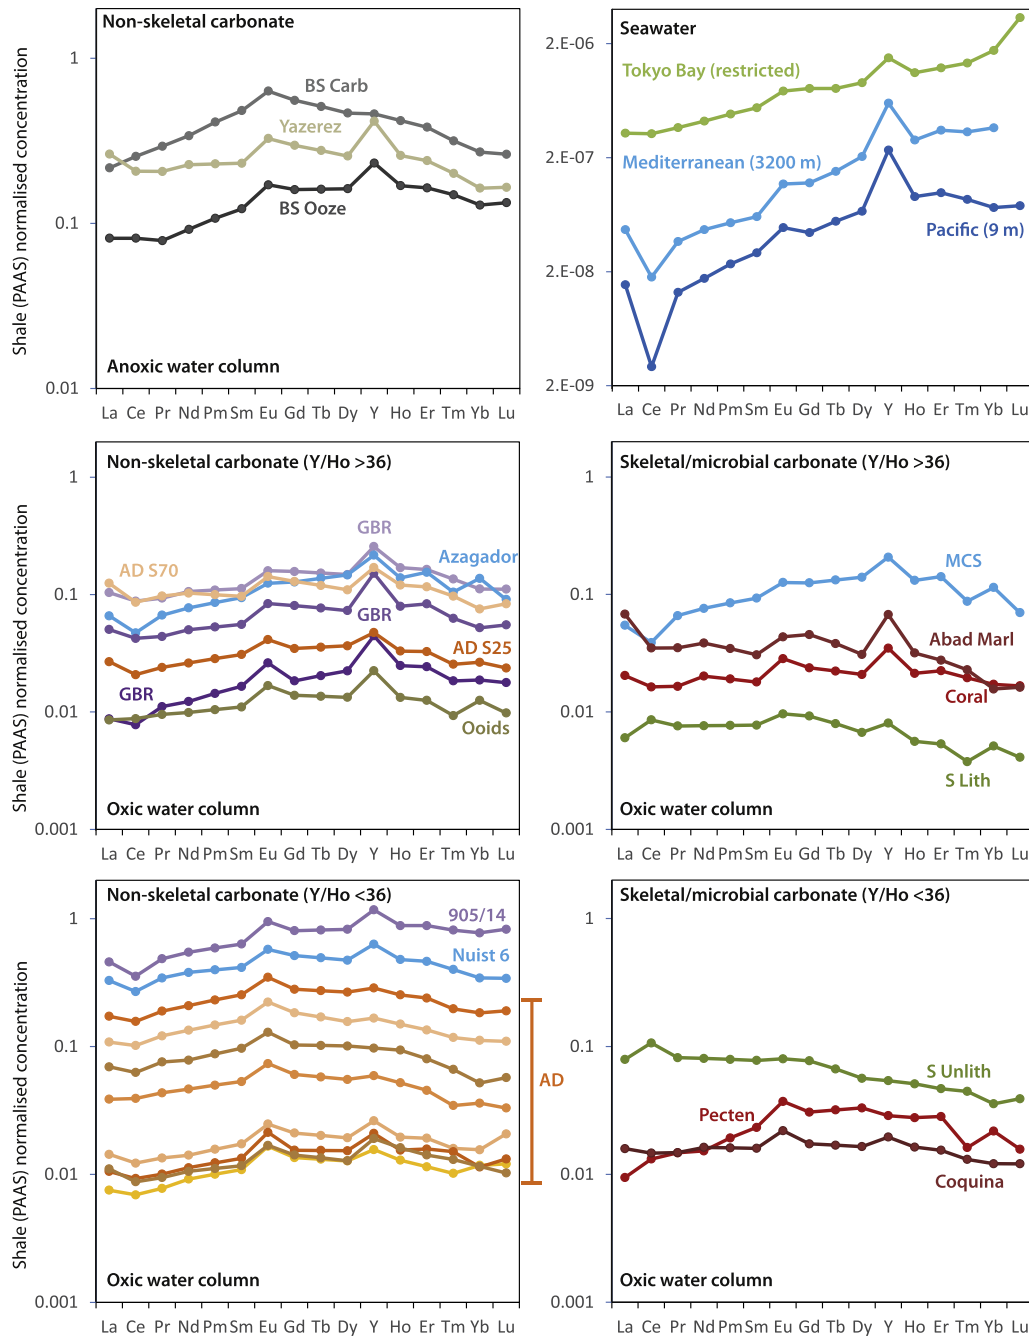 Non-skeletal carbonate
1
BS Carb
Yazerez
BS Ooze
0.1
0.01
Anoxic water column
Shale (PAAS) normalised concentration
La Ce Pr Nd Pm Sm Eu Gd Tb Dy Y Ho Er Tm Yb Lu
Seawater
2.E-06
Tokyo Bay (restricted)
2.E-07
Mediterranean (3200 m)
Pacific (9 m)
2.E-08
2.E-09
La Ce Pr Nd Pm Sm Eu Gd Tb Dy Y Ho Er Tm Yb Lu
Non-skeletal carbonate (Y/Ho >36)
1
GBR
Azagador
AD S70
0.1
GBR
AD S25
GBR
Ooids
0.01
Oxic water column
0.001
Shale (PAAS) normalised concentration
La Ce Pr Nd Pm Sm Eu Gd Tb Dy Y Ho Er Tm Yb Lu
Skeletal/microbial carbonate (Y/Ho >36)
1
MCS
0.1
Abad Marl
Coral
0.01
S Lith
Oxic water column
0.001
La Ce Pr Nd Pm Sm Eu Gd Tb Dy Y Ho Er Tm Yb Lu
Non-skeletal carbonate (Y/Ho <36)
1
905/14
Nuist 6
0.1
AD
0.01
Oxic water column
0.001
Shale (PAAS) normalised concentration
La Ce Pr Nd Pm Sm Eu Gd Tb Dy Y Ho Er Tm Yb Lu
Skeletal/microbial carbonate (Y/Ho <36)
1
0.1
S Unlith
Pecten
0.01
Coquina
Oxic water column
0.001
La Ce Pr Nd Pm Sm Eu Gd Tb Dy Y Ho Er Tm Yb Lu